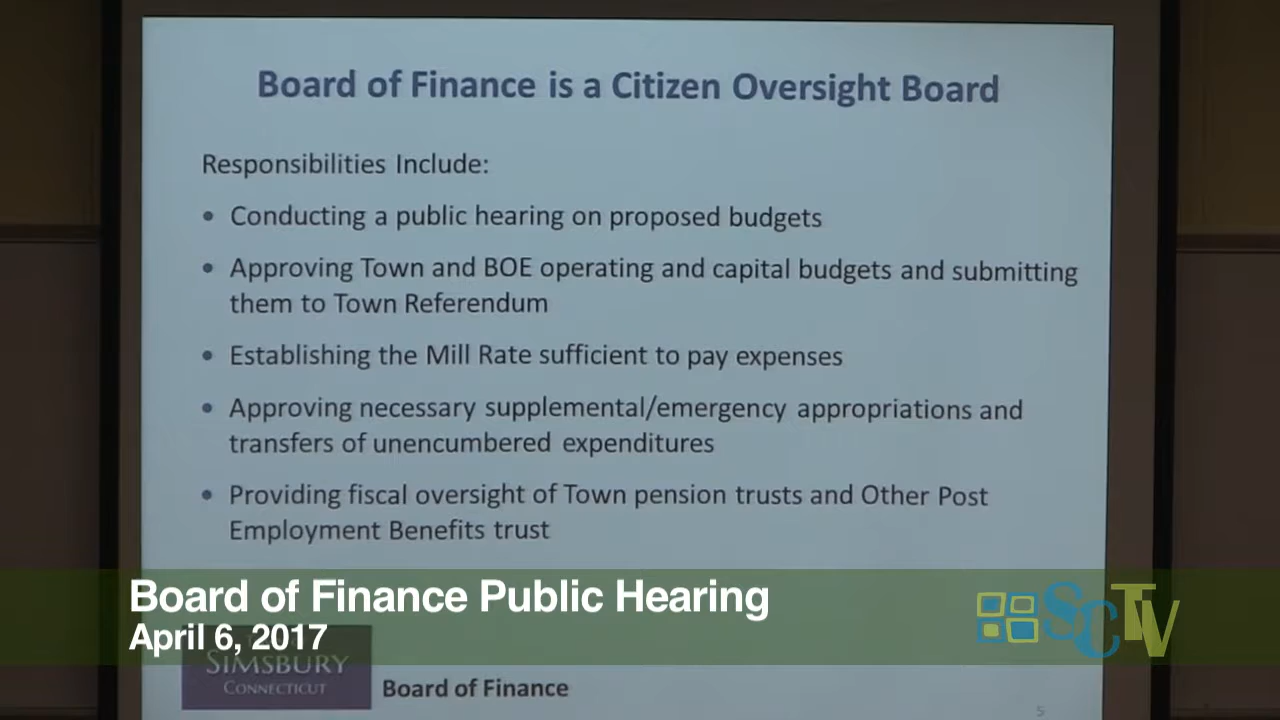 Board of Finance is a Citizen Oversight Board
Responsibilities Include:
• Conducting a public hearing on proposed budgets
• Approving Town and BOE operating and capital budgets and submitting
them to Town Referendum
• Establishing the Mill Rate sufficient to pay expenses
• Approving necessary supplemental/emergency appropriations and
transfers of unencumbered expenditures
• Providing fiscal oversight of Town pension trusts and Other Post
Employment Benefits trust
Board of Finance Public Hearing
April 6, 2017
SCTV
SIMSBURY
CONNECTICUT
Board of Finance
5